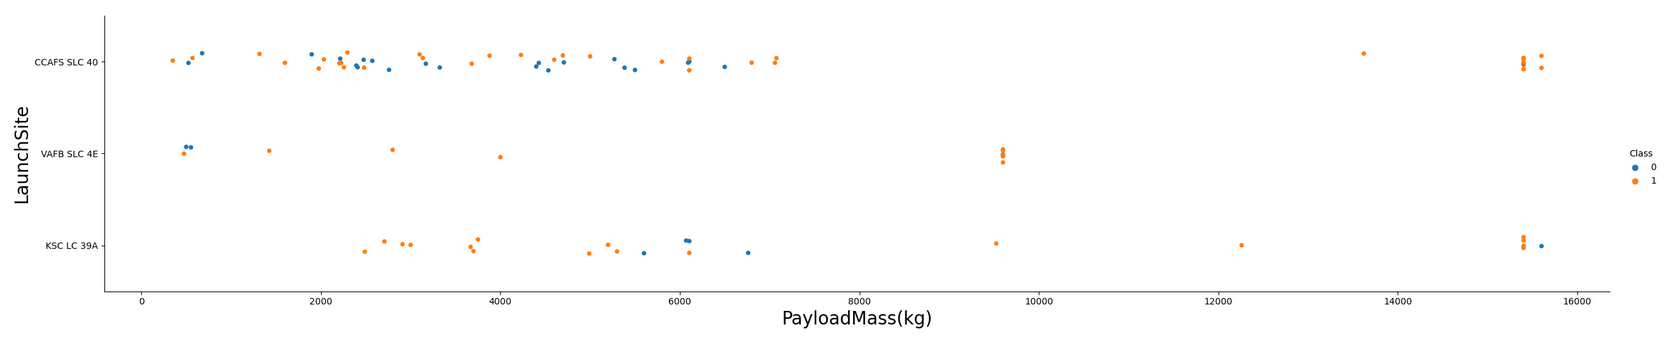 LaunchSite
CCAFS SLC 40
VAFB SLC 4E
KSC LC 39A
0 2000 4000 6000 8000 10000 12000 14000 16000
PayloadMass(kg)
Class
0
1